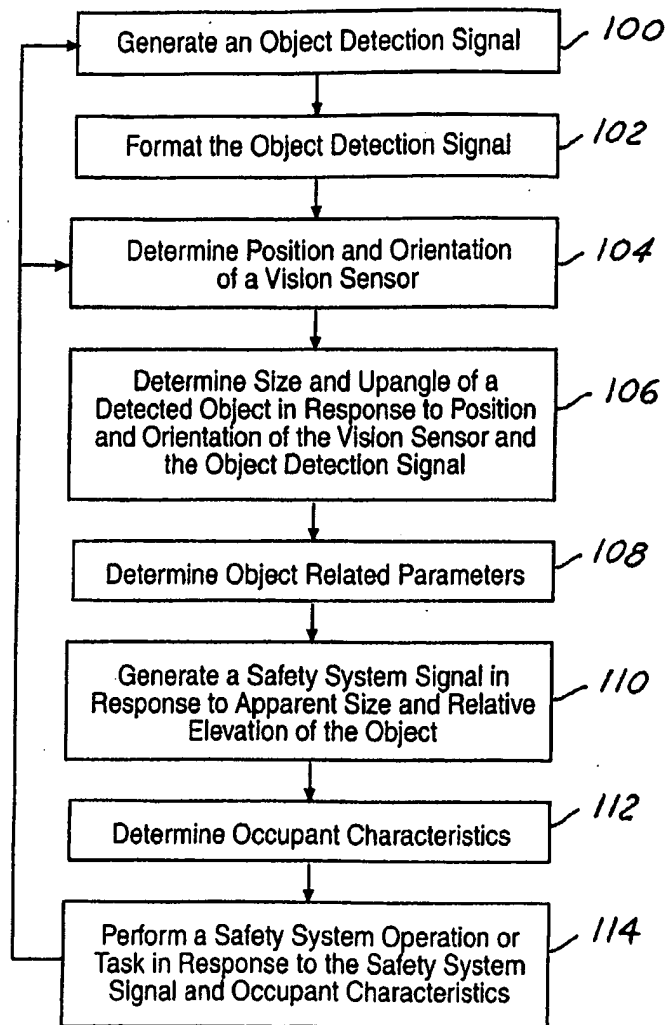 Generate an Object Detection Signal
100
Format the Object Detection Signal
102
Determine Position and Orientation
of a Vision Sensor
104
Determine Size and Upangle of a
Detected Object in Response to Position
and Orientation of the Vision Sensor and
the Object Detection Signal
106
Determine Object Related Parameters
108
Generate a Safety System Signal in
Response to Apparent Size and Relative
Elevation of the Object
110
Determine Occupant Characteristics
112
Perform a Safety System Operation or
Task in Response to the Safety System
Signal and Occupant Characteristics
114